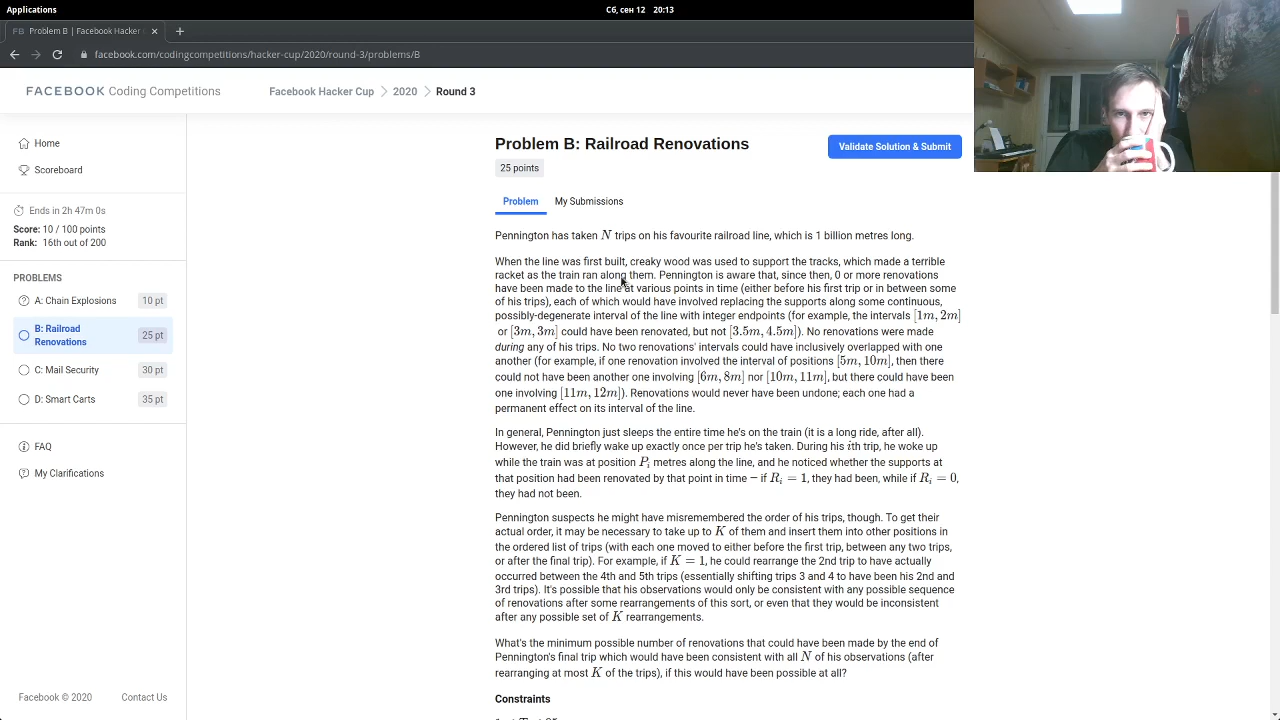 Applications
Сб, сен 12 20:13
FB Problem B | Facebook Hacker
facebook.com/codingcompetitions/hacker-cup/2020/round-3/problems/B
FACEBOOK Coding Competitions
Facebook Hacker Cup 2020 Round 3
Home
Scoreboard
Ends in 2h 47m 0s
Score: 10 / 100 points
Rank: 16th out of 200
PROBLEMS
A: Chain Explosions 10 pt
B: Railroad Renovations 25 pt
C: Mail Security 30 pt
D: Smart Carts 35 pt
FAQ
My Clarifications
Facebook © 2020 Contact Us
Problem B: Railroad Renovations
Validate Solution & Submit
25 points
Problem My Submissions
Pennington has taken N trips on his favourite railroad line, which is 1 billion metres long.
When the line was first built, creaky wood was used to support the tracks, which made a terrible
racket as the train ran along them. Pennington is aware that, since then, 0 or more renovations
have been made to the line at various points in time (either before his first trip or in between some
of his trips), each of which would have involved replacing the supports along some continuous,
possibly-degenerate interval of the line with integer endpoints (for example, the intervals [1m, 2m]
or [3m, 3m] could have been renovated, but not [3.5m, 4.5m]). No renovations were made
during any of his trips. No two renovations' intervals could have inclusively overlapped with one
another (for example, if one renovation involved the interval of positions [5m, 10m], then there
could not have been another one involving [6m, 8m] nor [10m, 11m], but there could have been
one involving [11m, 12m]). Renovations would never have been undone; each one had a
permanent effect on its interval of the line.
In general, Pennington just sleeps the entire time he's on the train (it is a long ride, after all).
However, he did briefly wake up exactly once per trip he's taken. During his ith trip, he woke up
while the train was at position Pi metres along the line, and he noticed whether the supports at
that position had been renovated by that point in time – if Ri = 1, they had been, while if Ri = 0,
they had not been.
Pennington suspects he might have misremembered the order of his trips, though. To get their
actual order, it may be necessary to take up to K of them and insert them into other positions in
the ordered list of trips (with each one moved to either before the first trip, between any two trips,
or after the final trip). For example, if K = 1, he could rearrange the 2nd trip to have actually
occurred between the 4th and 5th trips (essentially shifting trips 3 and 4 to have been his 2nd and
3rd trips). It's possible that his observations would only be consistent with any possible sequence
of renovations after some rearrangements of this sort, or even that they would be inconsistent
after any possible set of K rearrangements.
What's the minimum possible number of renovations that could have been made by the end of
Pennington's final trip which would have been consistent with all N of his observations (after
rearranging at most K of the trips), if this would have been possible at all?
Constraints